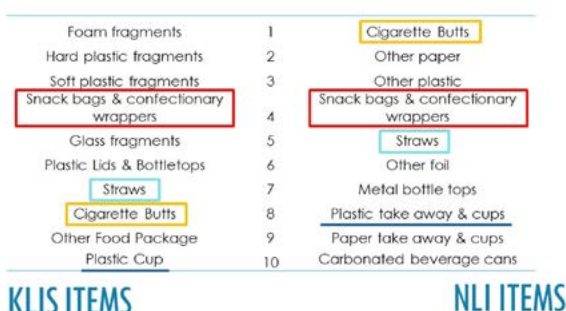 Foam fragments 1 Cigarette Butts
Hard plastic fragments 2 Other paper
Soft plastic fragments 3 Other plastic
Snack bags & confectionary wrappers 4 Snack bags & confectionary wrappers
Glass fragments 5 Straws
Plastic Lids & Bottletops 6 Other foil
Straws 7 Metal bottle tops
Cigarette Butts 8 Plastic take away & cups
Other Food Package 9 Paper take away & cups
Plastic Cup 10 Carbonated beverage cans
KLIS ITEMS NLI ITEMS